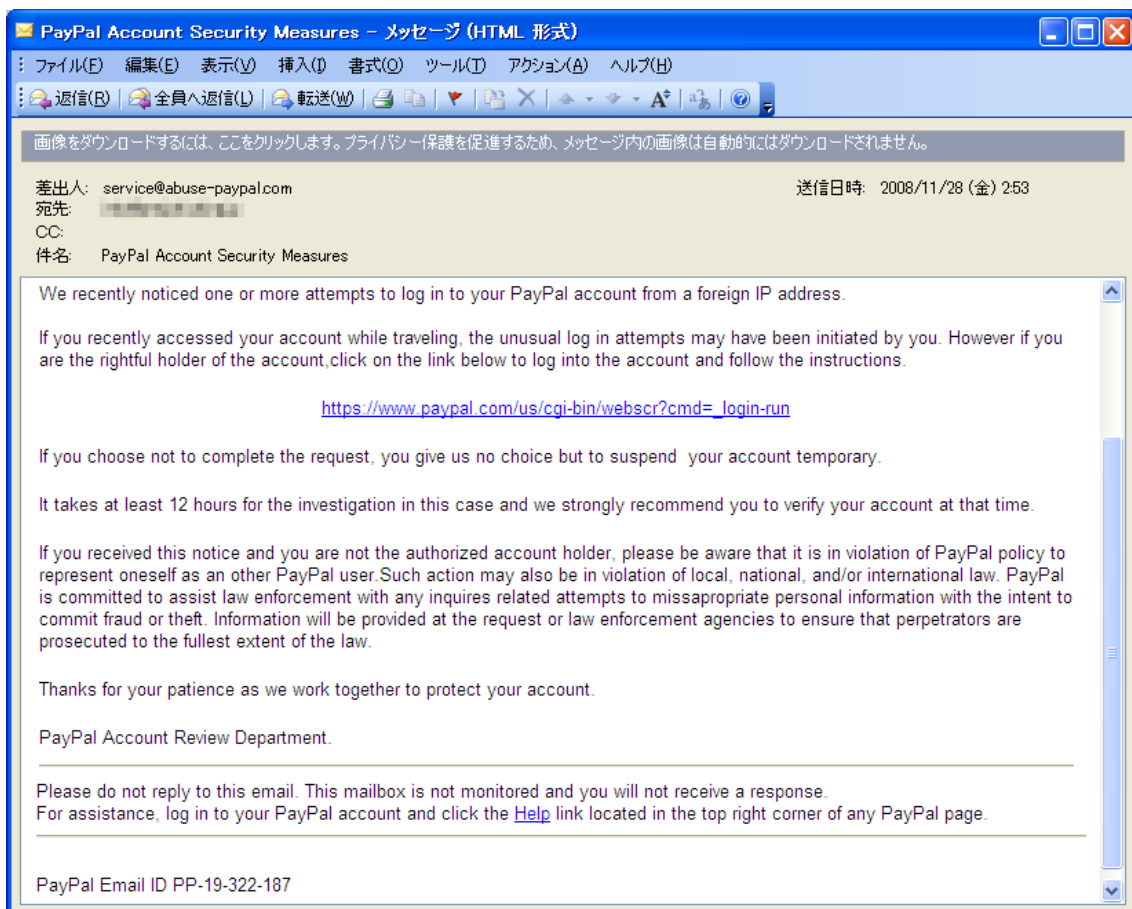 PayPal Account Security Measures – メッセージ (HTML 形式)
ファイル(F) 編集(E) 表示(V) 挿入(I) 書式(O) ツール(T) アクション(A) ヘルプ(H)
返信(R) 全員へ返信(L) 転送(W)
画像をダウンロードするには、ここをクリックします。プライバシー保護を促進するため、メッセージ内の画像は自動的にはダウンロードされません。
差出人: service@abuse-paypal.com 送信日時: 2008/11/28 (金) 2:53
宛先:
CC:
件名: PayPal Account Security Measures
We recently noticed one or more attempts to log in to your PayPal account from a foreign IP address.
If you recently accessed your account while traveling, the unusual log in attempts may have been initiated by you. However if you
are the rightful holder of the account,click on the link below to log into the account and follow the instructions.
https://www.paypal.com/us/cgi-bin/webscr?cmd=_login-run
If you choose not to complete the request, you give us no choice but to suspend  your account temporary.
It takes at least 12 hours for the investigation in this case and we strongly recommend you to verify your account at that time.
If you received this notice and you are not the authorized account holder, please be aware that it is in violation of PayPal policy to
represent oneself as an other PayPal user.Such action may also be in violation of local, national, and/or international law. PayPal
is committed to assist law enforcement with any inquires related attempts to missapropriate personal information with the intent to
commit fraud or theft. Information will be provided at the request or law enforcement agencies to ensure that perpetrators are
prosecuted to the fullest extent of the law.
Thanks for your patience as we work together to protect your account.
PayPal Account Review Department.
Please do not reply to this email. This mailbox is not monitored and you will not receive a response.
For assistance, log in to your PayPal account and click the Help link located in the top right corner of any PayPal page.
PayPal Email ID PP-19-322-187